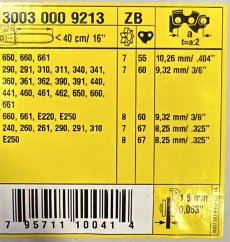 3003 000 9213 ZB
< 40 cm/ 16"
a
t=a:2
650, 660, 661 7 55 10,26 mm/ .404"
290, 291, 310, 311, 340, 341, 7 60 9,32 mm/ 3/8"
360, 361, 362, 390, 391, 440,
441, 460, 461, 462, 650, 660,
661
660, 661, E220, E250 8 60 9,32 mm/ 3/8"
240, 260, 261, 290, 291, 310 7 67 8,25 mm/ .325"
E250 8 67 8,25 mm/ .325"
1,6 mm
0,063"
7 95711 10041 4